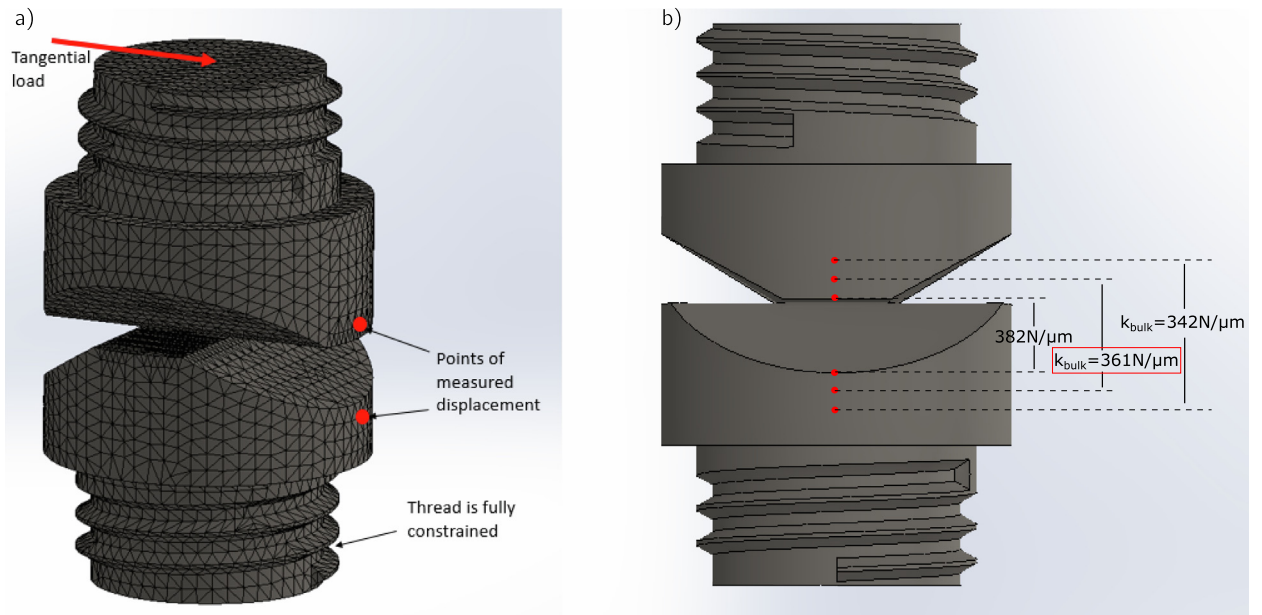 a)
Tangential
load
Points of
measured
displacement
Thread is fully
constrained
b)
k_bulk=342N/μm
382N/μm
k_bulk=361N/μm